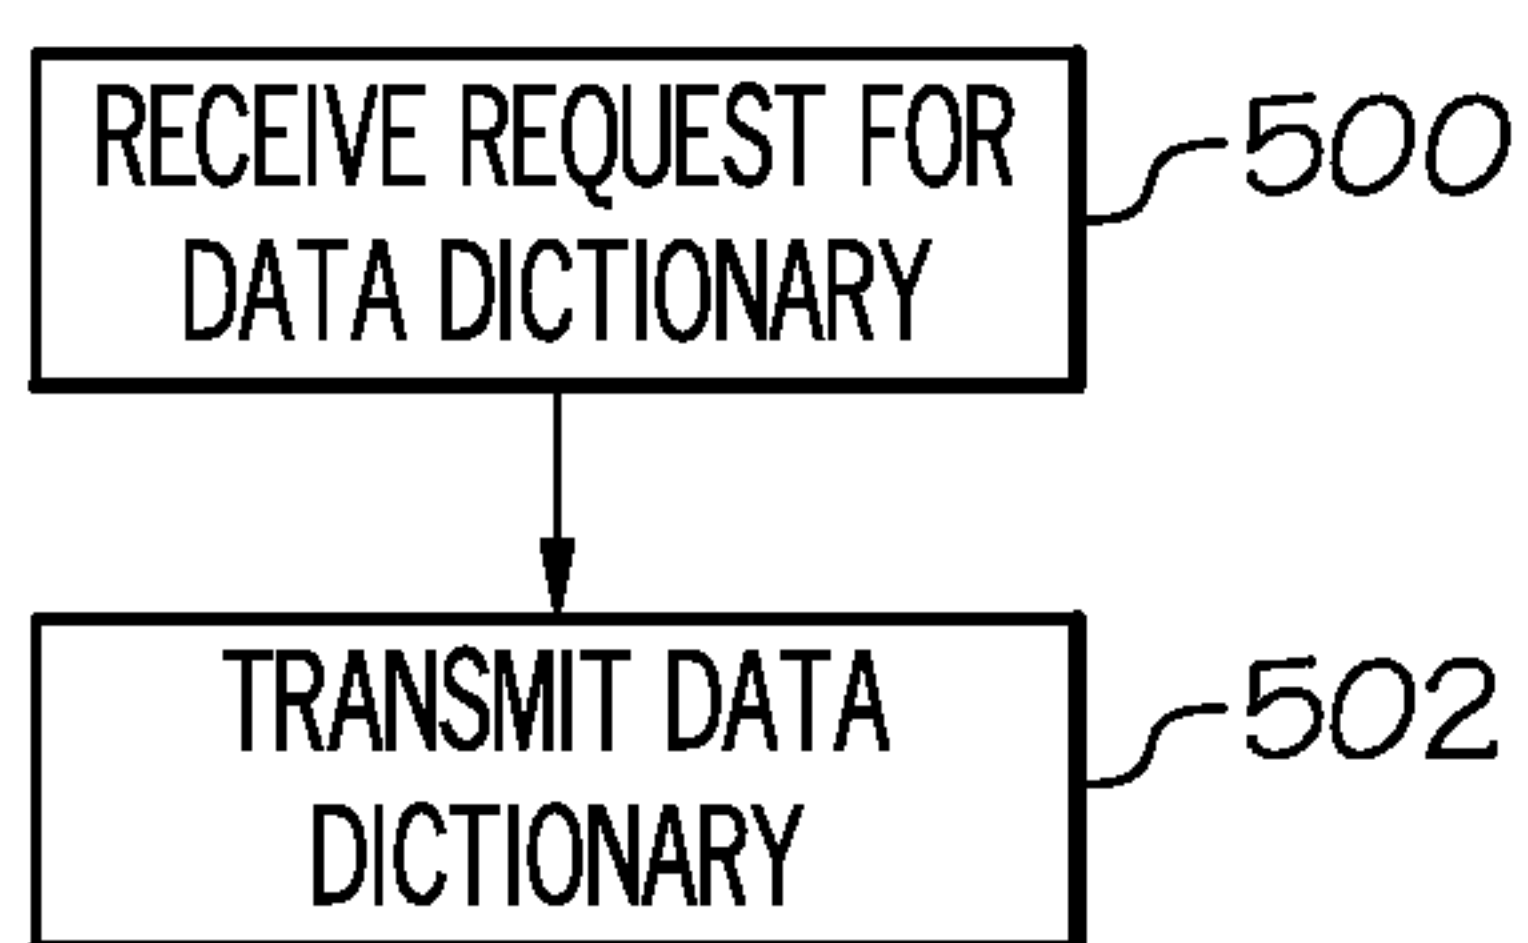 RECEIVE REQUEST FOR
DATA DICTIONARY
500
TRANSMIT DATA
DICTIONARY
502